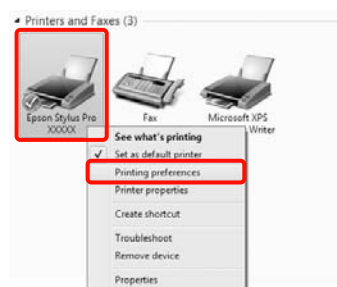 Printers and Faxes (3)
Epson Stylus Pro
XXXXX
Fax
Microsoft XPS
Writer
See what's printing
Set as default printer
Printing preferences
Printer properties
Create shortcut
Troubleshoot
Remove device
Properties